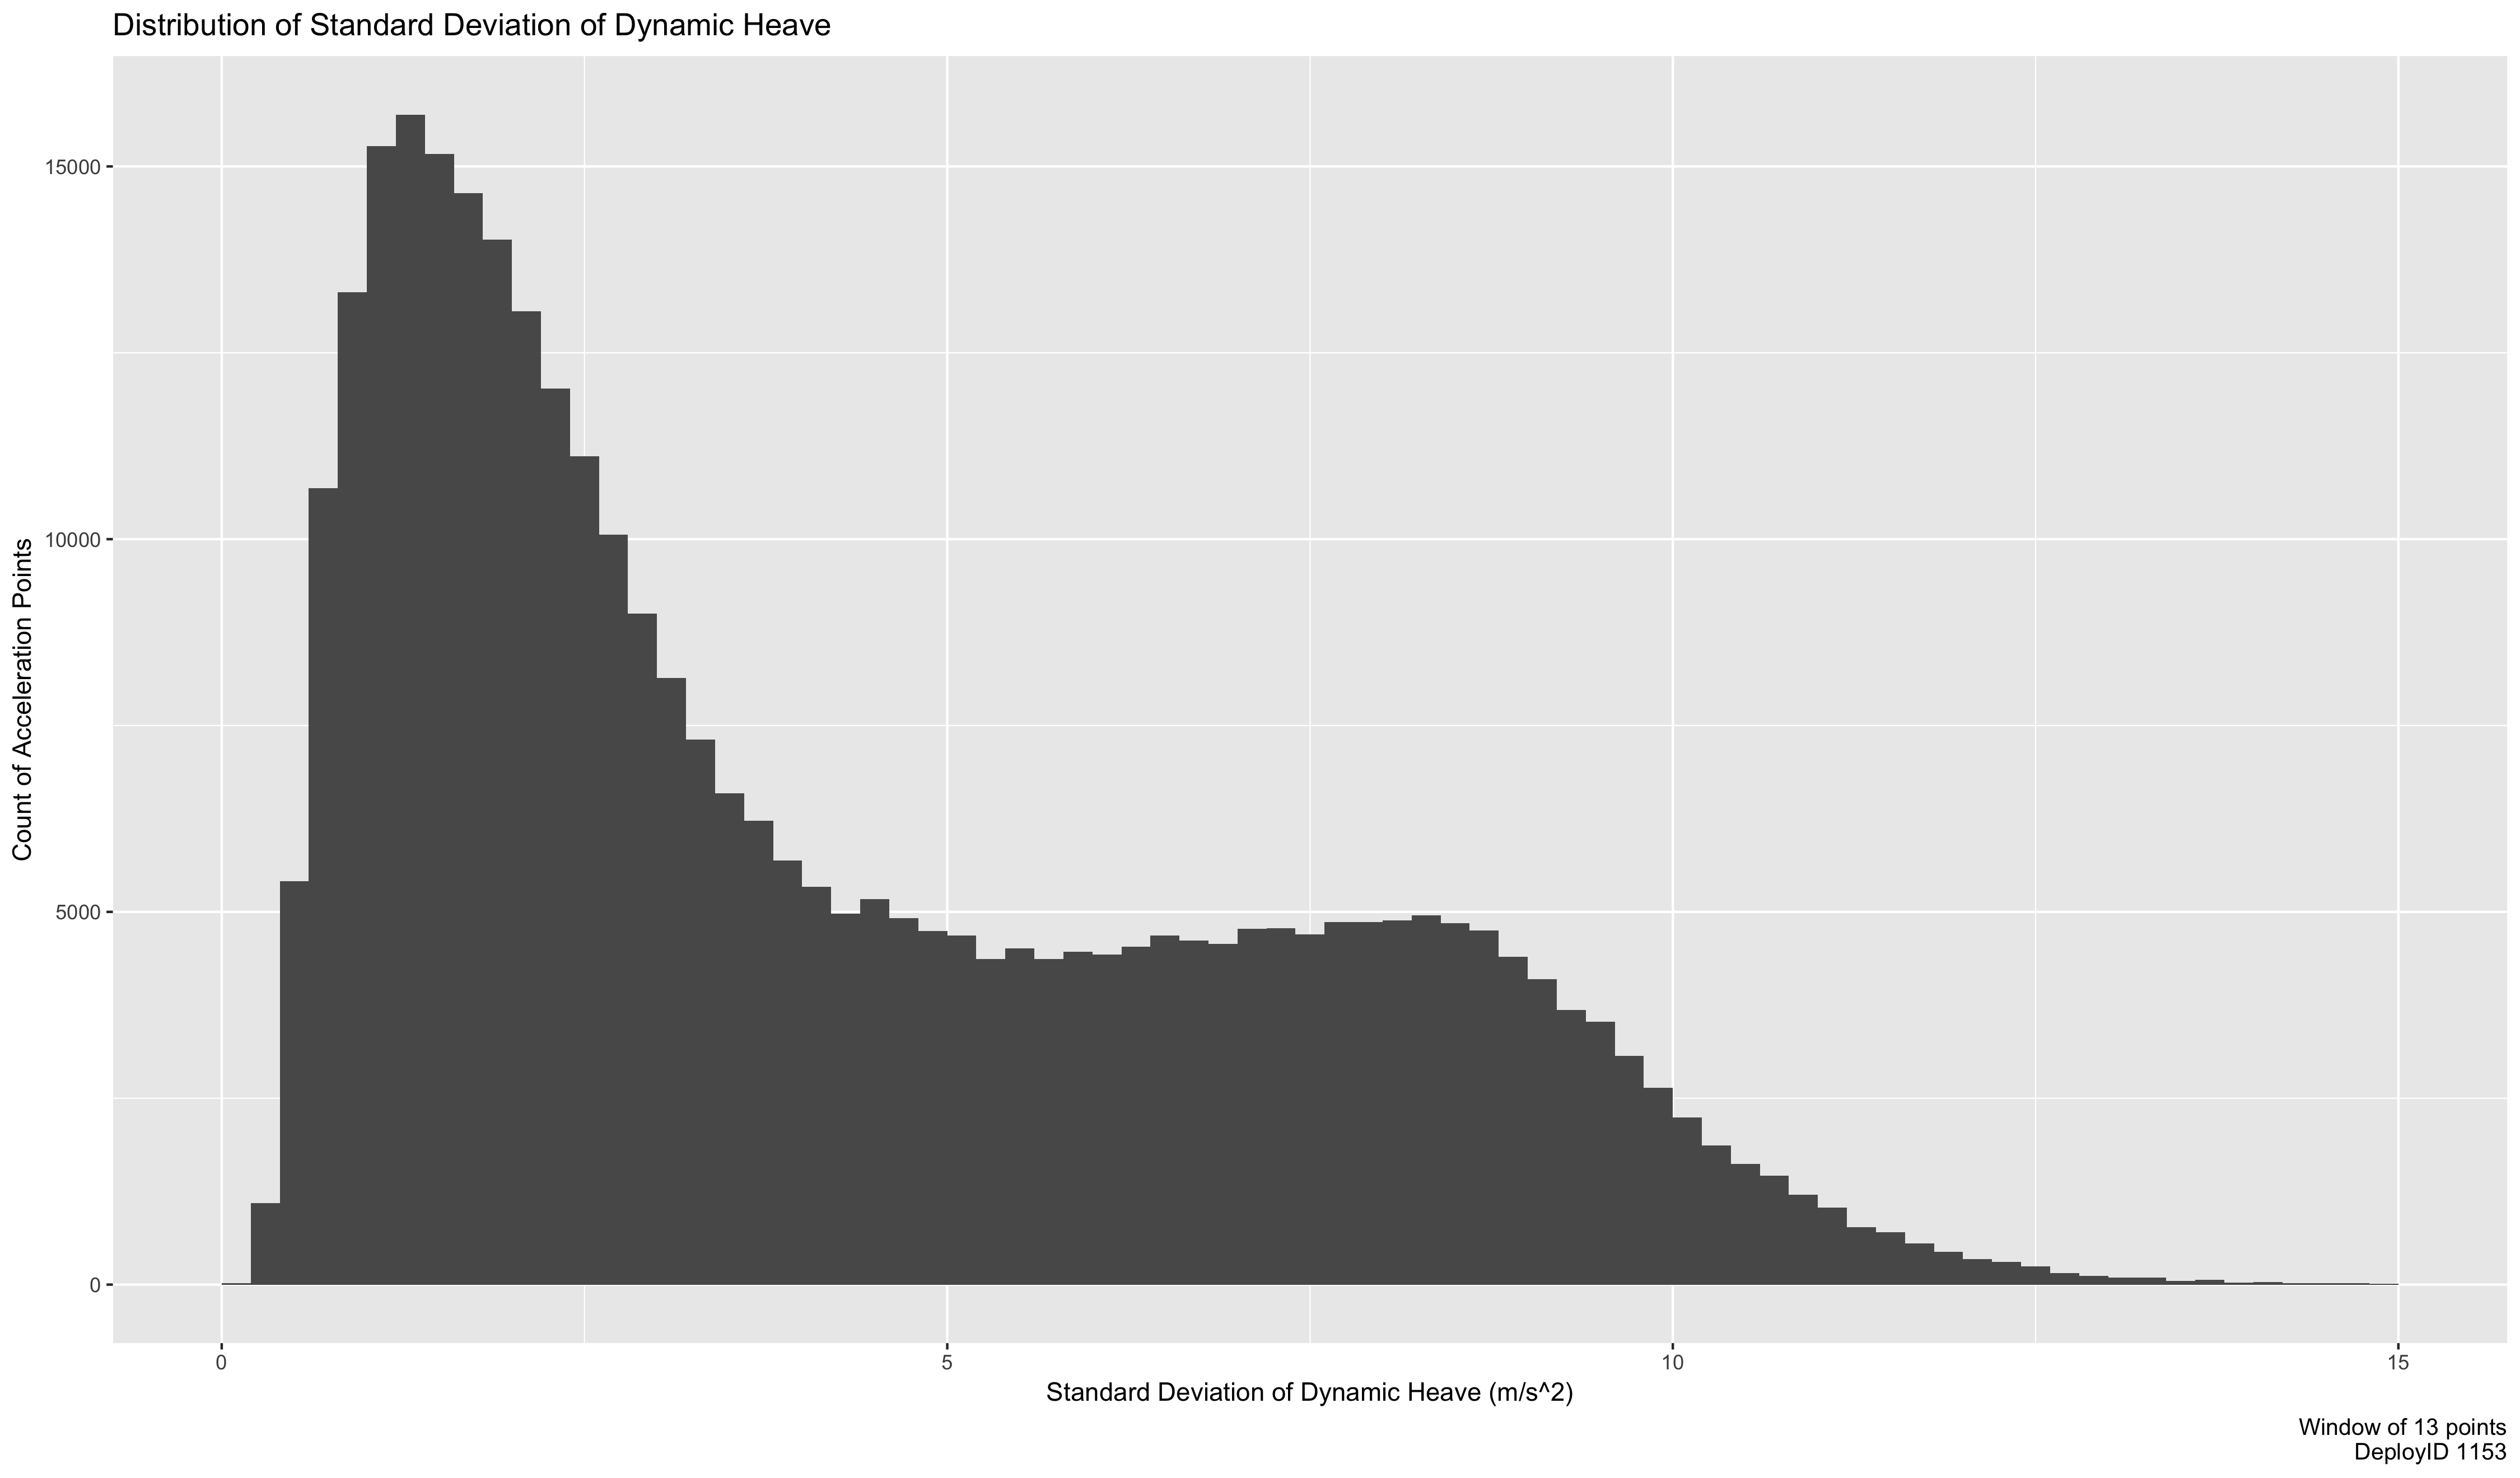 Distribution of Standard Deviation of Dynamic Heave
Count of Acceleration Points
15000
10000
5000
0
0
5
10
15
Standard Deviation of Dynamic Heave (m/s^2)
Window of 13 points
DeployID 1153